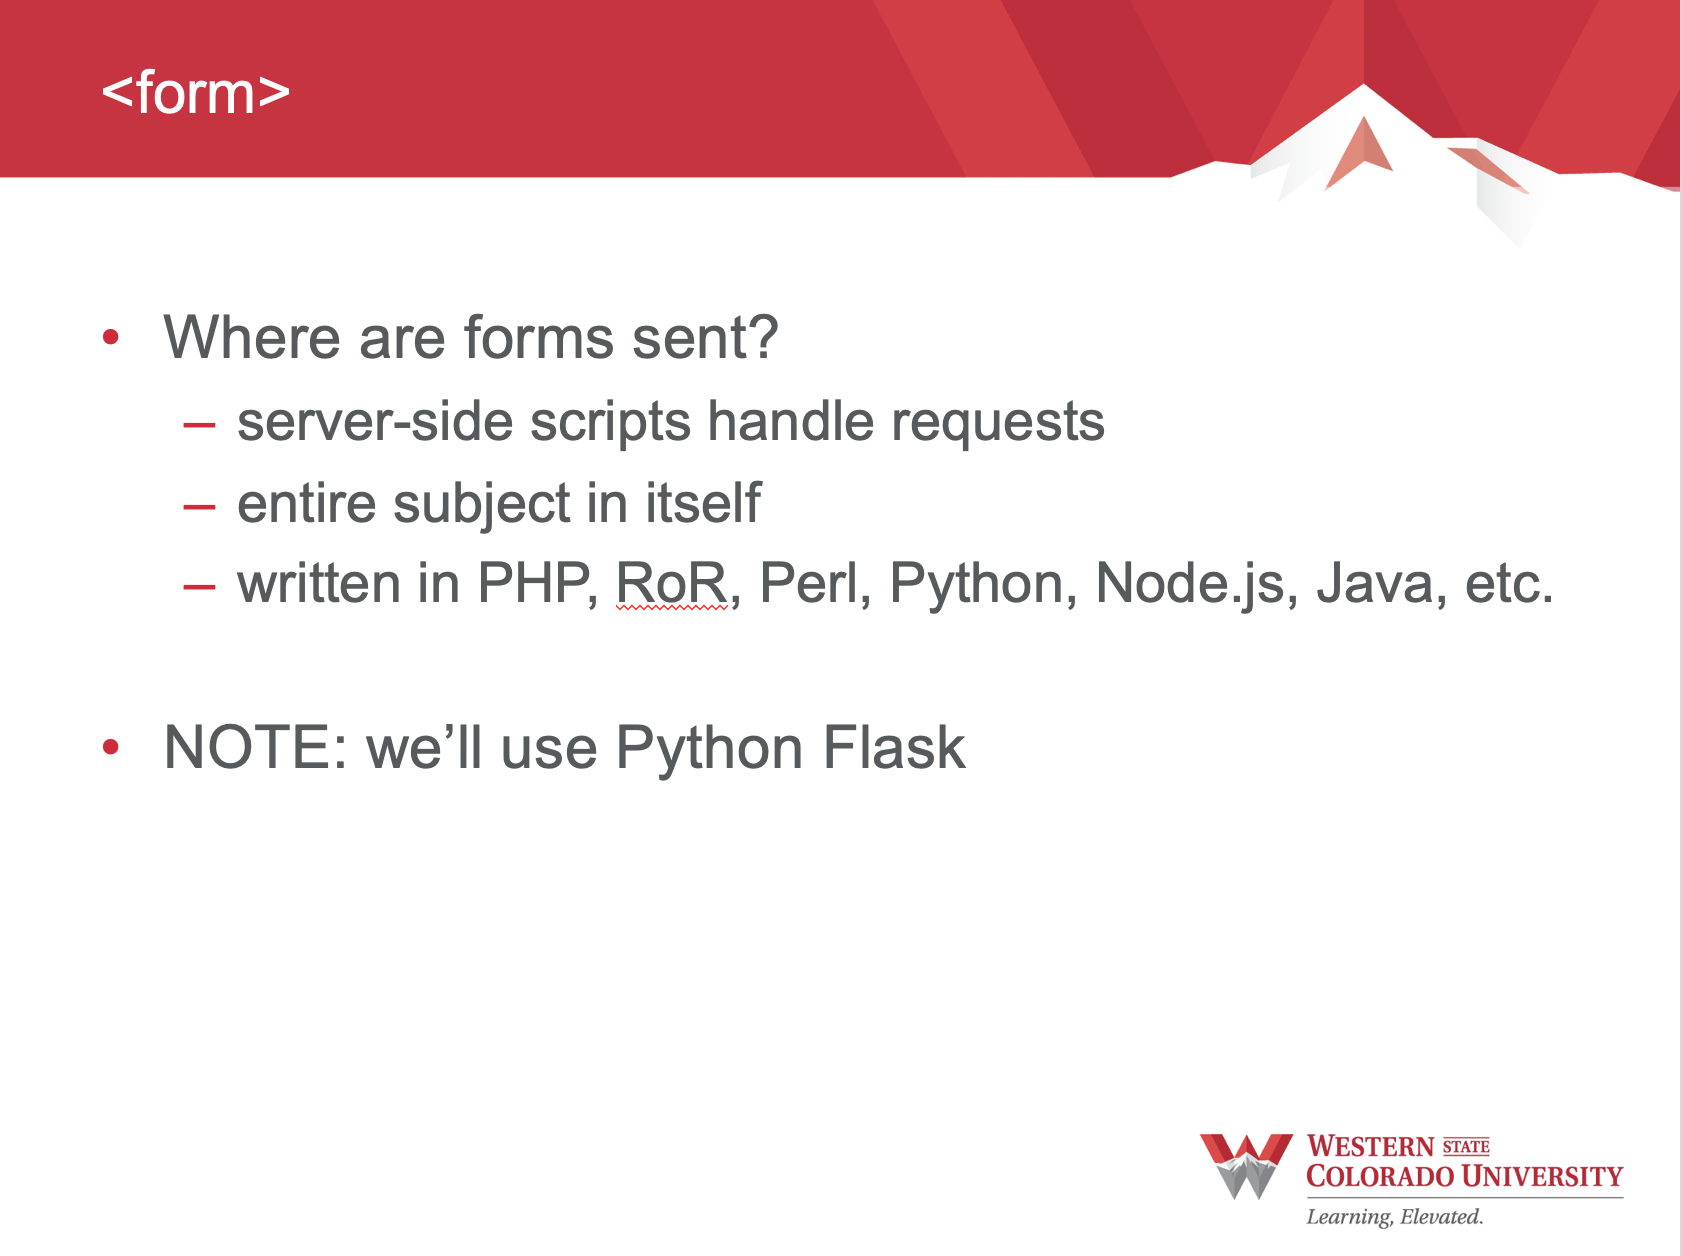 <form>
• Where are forms sent?
– server-side scripts handle requests
– entire subject in itself
– written in PHP, RoR, Perl, Python, Node.js, Java, etc.
• NOTE: we’ll use Python Flask
WESTERN STATE
COLORADO UNIVERSITY
Learning, Elevated.